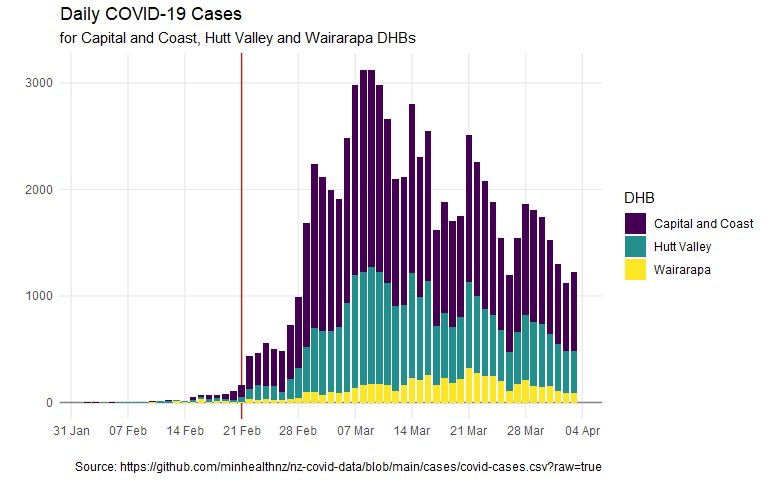 Daily COVID-19 Cases
for Capital and Coast, Hutt Valley and Wairarapa DHBs
3000
2000
1000
0
31 Jan 07 Feb 14 Feb 21 Feb 28 Feb 07 Mar 14 Mar 21 Mar 28 Mar 04 Apr
DHB
Capital and Coast
Hutt Valley
Wairarapa
Source: https://github.com/minhealthnz/nz-covid-data/blob/main/cases/covid-cases.csv?raw=true